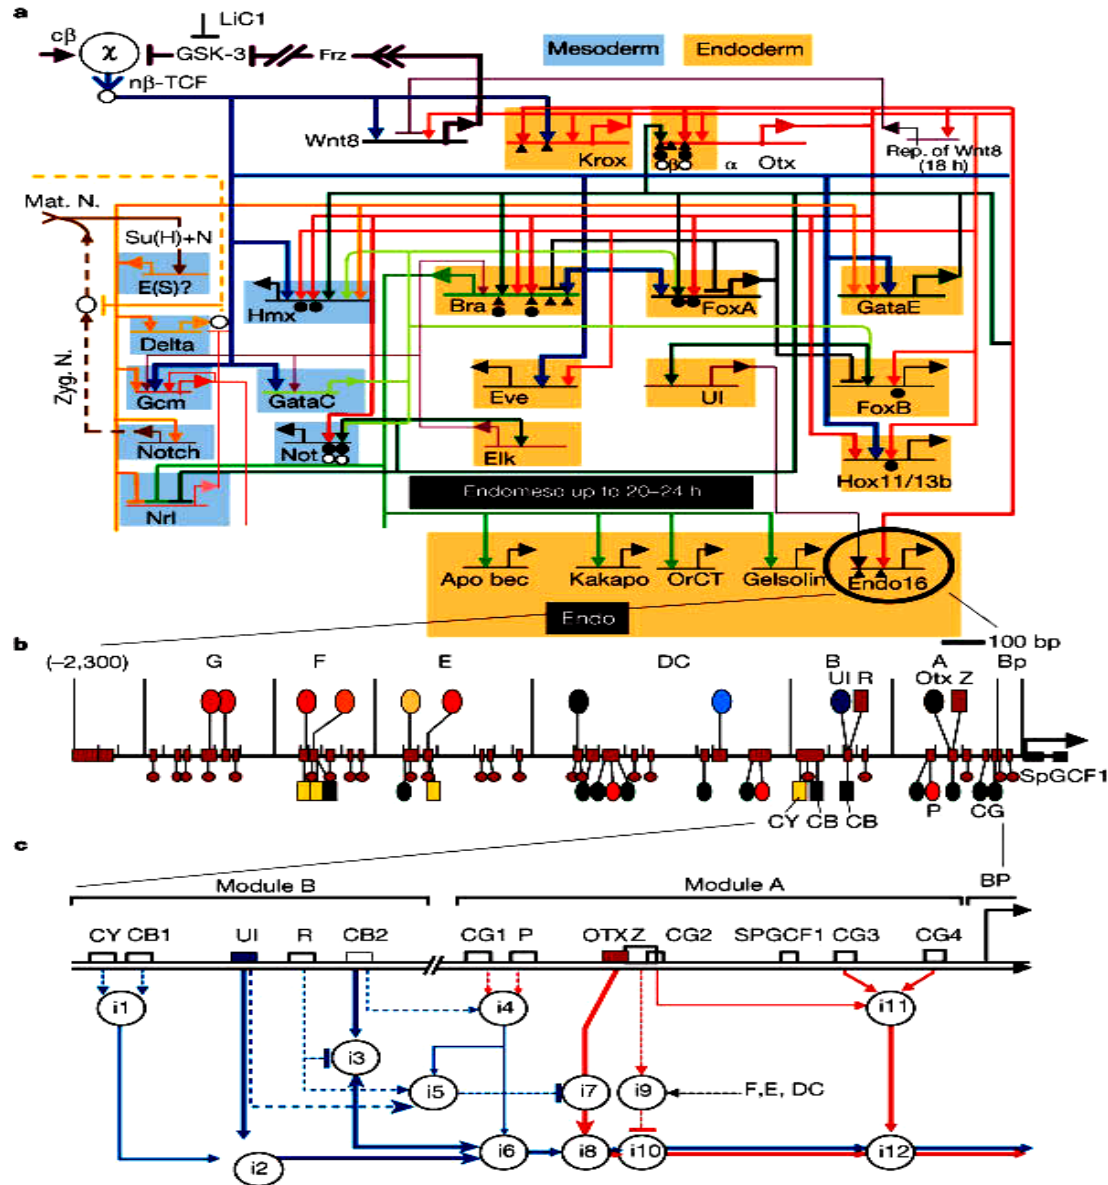 a
LiC1
cβ
χ
GSK-3
Frz
nβ-TCF
Mesoderm
Endoderm
Wnt8
Krox
β
α
Otx
Rep. of Wnt8
(18 h)
Mat. N.
Su(H)+N
E(S)?
Hmx
Bra
FoxA
GataE
Delta
Zyg. N.
Gcm
GataC
Eve
UI
FoxB
Notch
Not
Elk
Hox11/13b
Nrl
Endomeso up to 20–24 h
Apo bec
Kakapo
OrCT
Gelsolin
Endo16
Endo
b
100 bp
(–2,300)
G
F
E
DC
B
A
Bp
UI R
Otx Z
SpGCF1
CY
CB
CB
P
CG
c
Module B
Module A
BP
CY
CB1
UI
R
CB2
CG1
P
OTX
Z
CG2
SPGCF1
CG3
CG4
i1
i4
i11
i3
i5
i7
i9
F,E, DC
i2
i6
i8
i10
i12